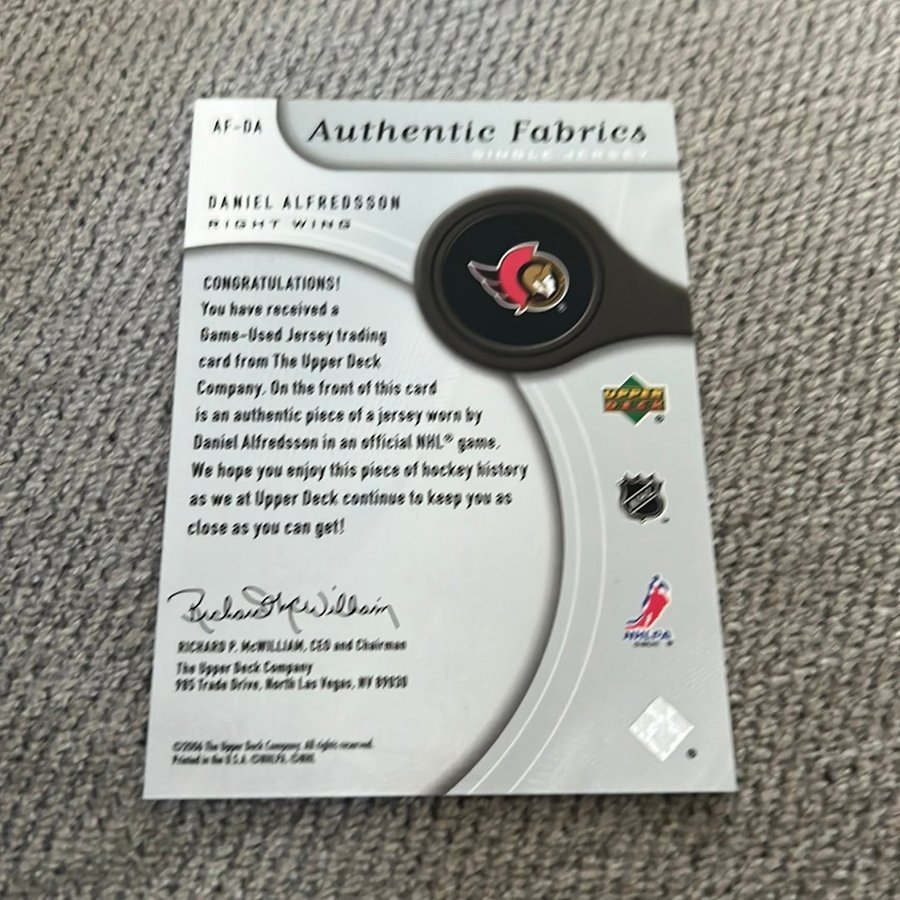 AF-DA
Authentic Fabrics
SINGLE JERSEY
DANIEL ALFREDSSON
RIGHT WING
CONGRATULATIONS!
You have received a
Game-Used Jersey trading
card from The Upper Deck
Company. On the front of this card
is an authentic piece of a jersey worn by
Daniel Alfredsson in an official NHL® game.
We hope you enjoy this piece of hockey history
as we at Upper Deck continue to keep you as
close as you can get!
UPPER
DECK ®
NHL
NHLPA
Richard McWilliam
RICHARD P. McWILLIAM, CEO and Chairman
The Upper Deck Company
985 Trade Drive, North Las Vegas, NV 89030
©2006 The Upper Deck Company. All rights reserved.
Printed in the U.S.A. ©NHLPA. ©NHL